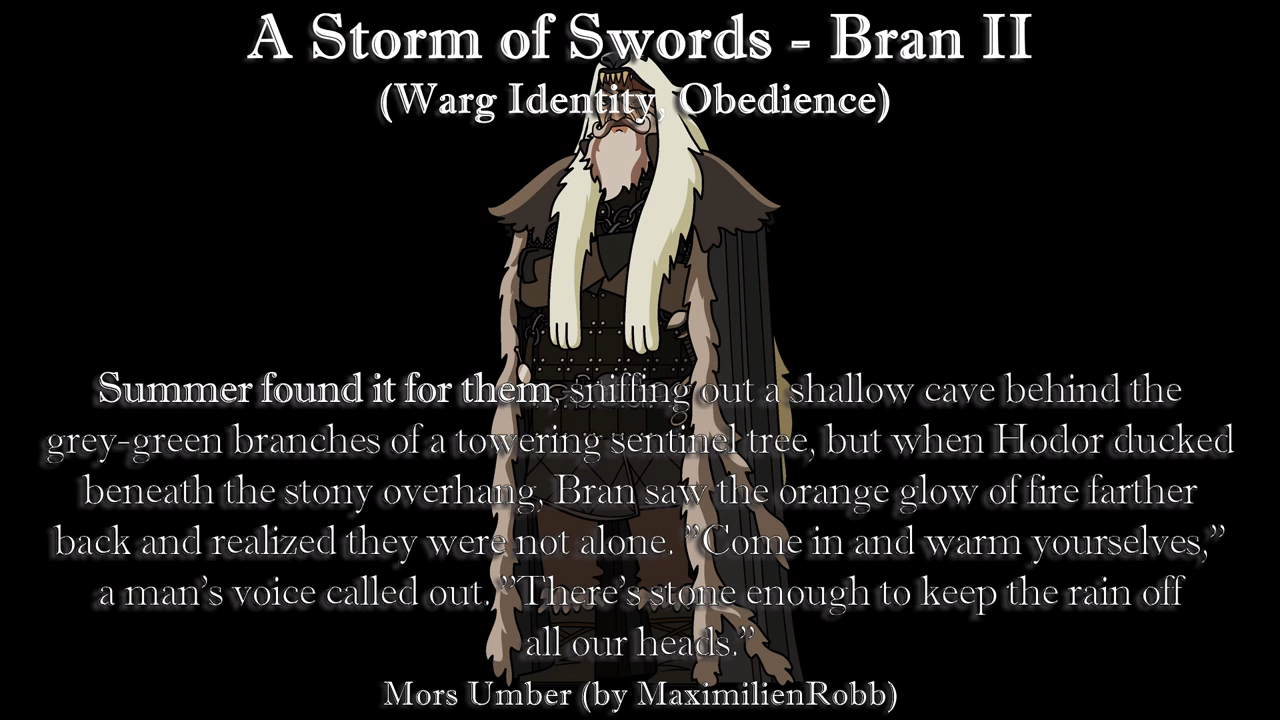 A Storm of Swords - Bran II
(Warg Identity, Obedience)
Summer found it for them, sniffing out a shallow cave behind the
grey-green branches of a towering sentinel tree, but when Hodor ducked
beneath the stony overhang, Bran saw the orange glow of fire farther
back and realized they were not alone. ”Come in and warm yourselves,”
a man’s voice called out. ”There’s stone enough to keep the rain off
all our heads.”
Mors Umber (by MaximilienRobb)